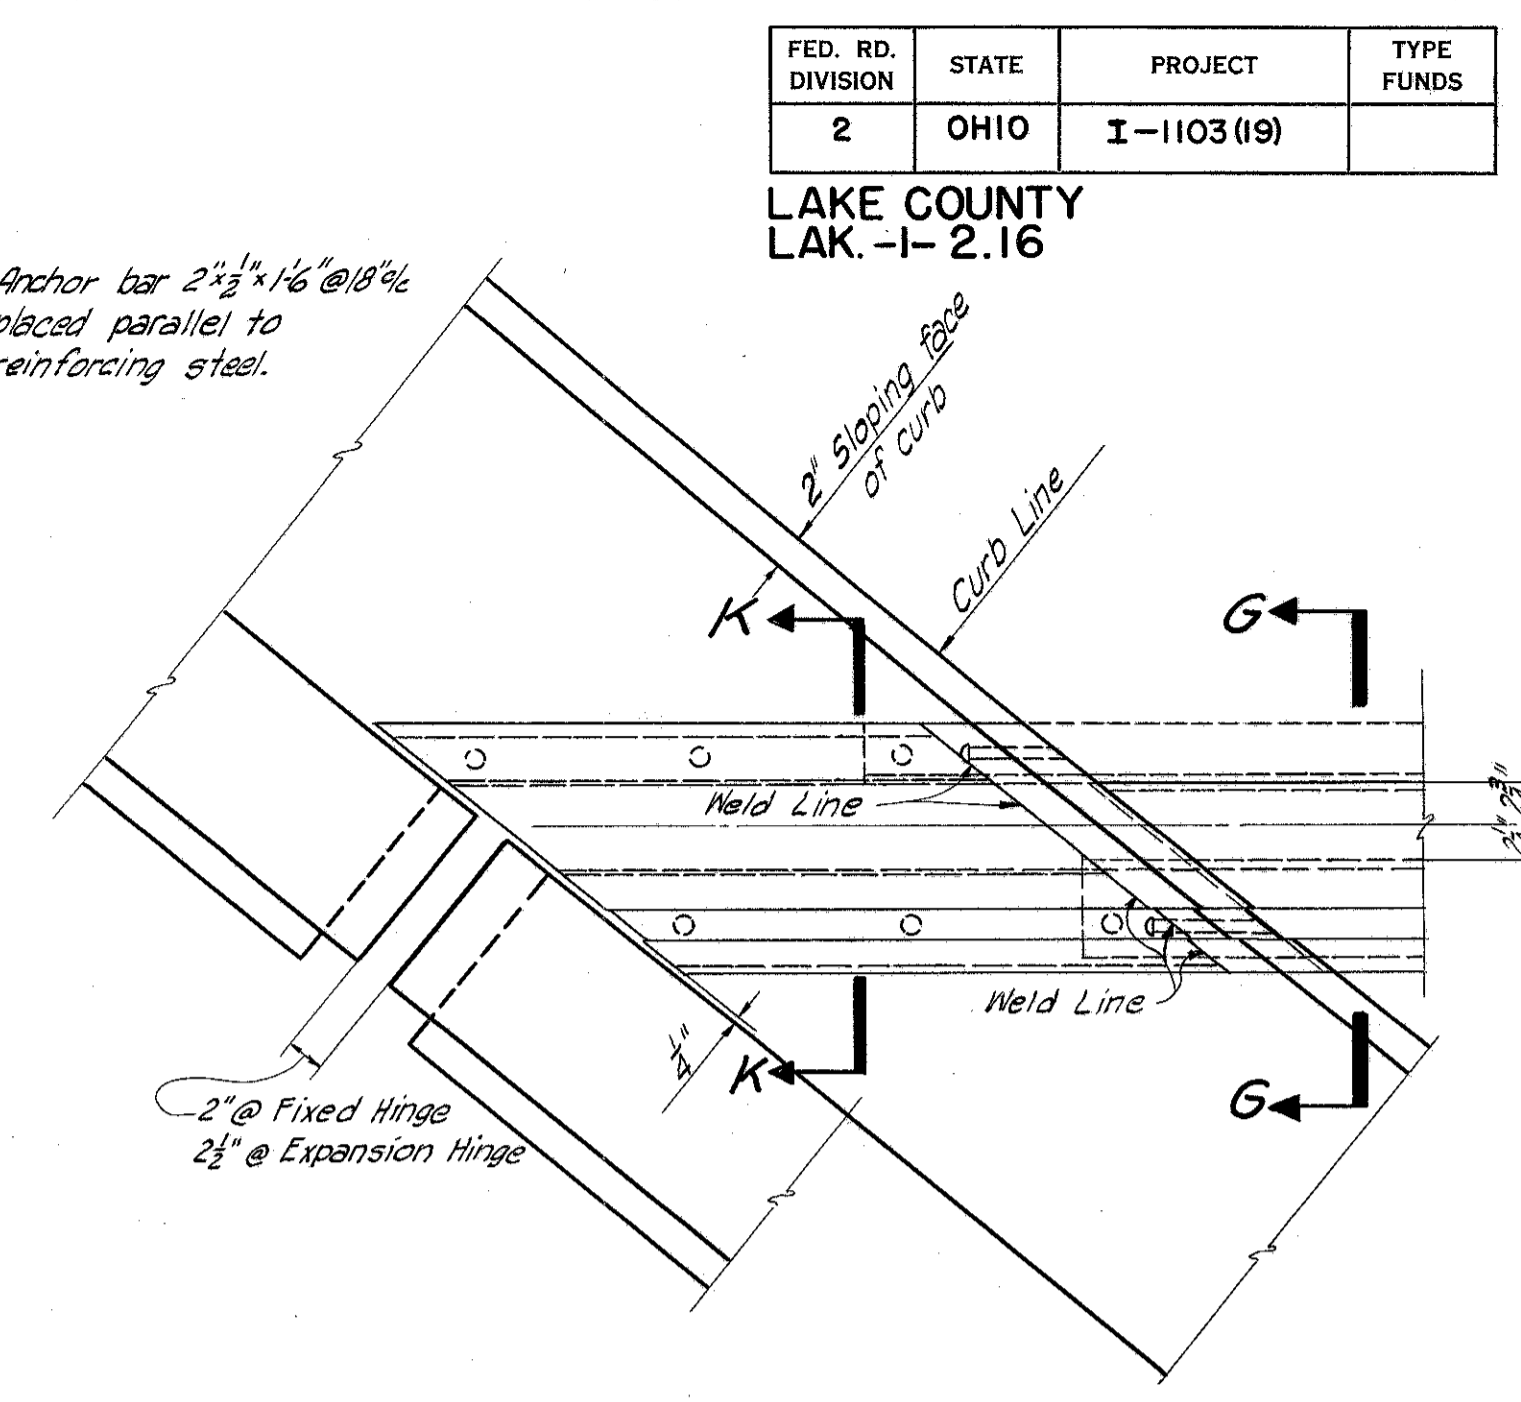 FED. RD. DIVISION STATE PROJECT TYPE FUNDS
2 OHIO I-1103(19)
LAKE COUNTY
LAK.-1-2.16
Anchor bar 2"x½"x1'-6"@18"c/c
placed parallel to
reinforcing steel.
2" Sloping face
of curb
Curb Line
K
G
Weld Line
Weld Line
¼"
K
G
2"@ Fixed Hinge
2½"@ Expansion Hinge